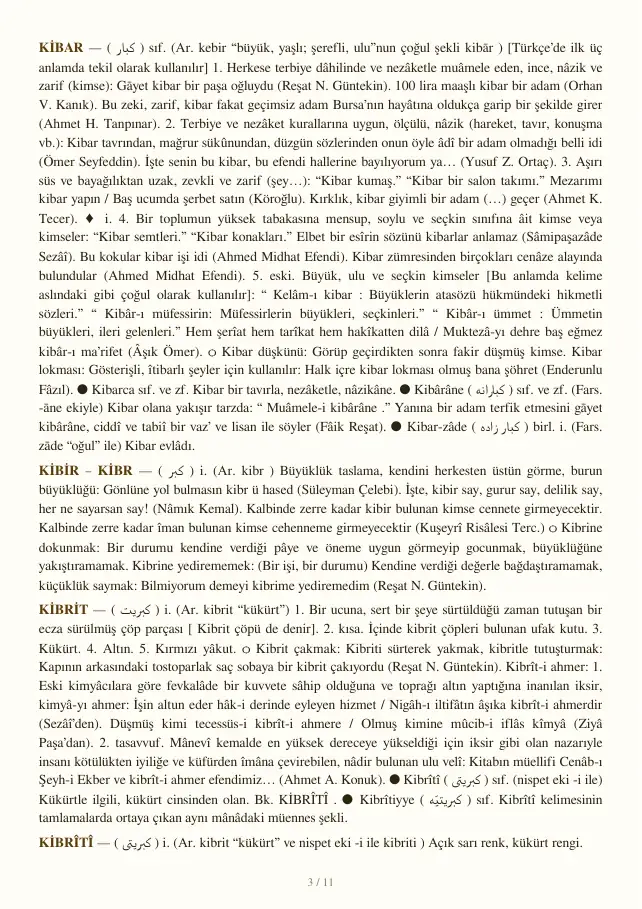 KİBAR — ( كبار ) sıf. (Ar. kebіr “büyük, yaşlı; şerefli, ulu”nun çoğul şekli kibār ) [Türkçe’de ilk üç
anlamda tekil olarak kullanılır] 1. Herkese terbiye dâhilinde ve nezâketle muâmele eden, ince, nâzik ve
zarif (kimse): Gāyet kibar bir paşa oğluydu (Reşat N. Güntekin). 100 lira maaşlı kibar bir adam (Orhan
V. Kanık). Bu zeki, zarif, kibar fakat geçimsiz adam Bursa’nın hayâtına oldukça garip bir şekilde girer
(Ahmet H. Tanpınar). 2. Terbiye ve nezâket kurallarına uygun, ölçülü, nâzik (hareket, tavır, konuşma
vb.): Kibar tavrından, mağrur sükûnundan, düzgün sözlerinden onun öyle âdî bir adam olmadığı belli idi
(Ömer Seyfeddin). İşte senin bu kibar, bu efendi hallerine bayılıyorum ya… (Yusuf Z. Ortaç). 3. Aşırı
süs ve bayağılıktan uzak, zevkli ve zarif (şey…): “Kibar kumaş.” “Kibar bir salon takımı.” Mezarımı
kibar yapın / Baş ucumda şerbet satın (Köroğlu). Kırklık, kibar giyimli bir adam (…) geçer (Ahmet K.
Tecer). ♦ i. 4. Bir toplumun yüksek tabakasına mensup, soylu ve seçkin sınıfına âit kimse veya
kimseler: “Kibar semtleri.” “Kibar konakları.” Elbet bir esîrin sözünü kibarlar anlamaz (Sâmipaşazâde
Sezâî). Bu kokular kibar işi idi (Ahmed Midhat Efendi). Kibar zümresinden birçokları cenâze alayında
bulundular (Ahmed Midhat Efendi). 5. eski. Büyük, ulu ve seçkin kimseler [Bu anlamda kelime
aslındaki gibi çoğul olarak kullanılır]: “ Kelâm-ı kibar : Büyüklerin atasözü hükmündeki hikmetli
sözleri.” “ Kibâr-ı müfessirin: Müfessirlerin büyükleri, seçkinleri.” “ Kibâr-ı ümmet : Ümmetin
büyükleri, ileri gelenleri.” Hem şerîat hem tarîkat hem hakîkatten dilâ / Muktezâ-yı dehre baş eğmez
kibâr-ı ma’rifet (Âşık Ömer). ѻ Kibar düşkünü: Görüp geçirdikten sonra fakir düşmüş kimse. Kibar
lokması: Gösterişli, îtibarlı şeyler için kullanılır: Halk içre kibar lokması olmuş bana şöhret (Enderunlu
Fâzıl). ● Kibarca sıf. ve zf. Kibar bir tavırla, nezâketle, nâzikâne. ● Kibârâne ( كبارانه ) sıf. ve zf. (Fars.
-āne ekiyle) Kibar olana yakışır tarzda: “ Muâmele-i kibârâne .” Yanına bir adam terfik etmesini gāyet
kibârâne, ciddî ve tabiî bir vaz’ ve lisan ile söyler (Fâik Reşat). ● Kibar-zâde ( كبار زاده ) birl. i. (Fars.
zāde “oğul” ile) Kibar evlâdı.
KİBİR – KİBR — ( كبر ) i. (Ar. kibr ) Büyüklük taslama, kendini herkesten üstün görme, burun
büyüklüğü: Gönlüne yol bulmasın kibr ü hased (Süleyman Çelebi). İşte, kibir say, gurur say, delilik say,
her ne sayarsan say! (Nâmık Kemal). Kalbinde zerre kadar kibir bulunan kimse cennete girmeyecektir.
Kalbinde zerre kadar îman bulunan kimse cehenneme girmeyecektir (Kuşeyrî Risâlesi Terc.) ѻ Kibrine
dokunmak: Bir durumu kendine verdiği pâye ve öneme uygun görmeyip gocunmak, büyüklüğüne
yakıştıramamak. Kibrine yedirememek: (Bir işi, bir durumu) Kendine verdiği değerle bağdaştıramamak,
küçüklük saymak: Bilmiyorum demeyi kibrime yediremedim (Reşat N. Güntekin).
KİBRİT — ( كبريت ) i. (Ar. kibrіt “kükürt”) 1. Bir ucuna, sert bir şeye sürtüldüğü zaman tutuşan bir
ecza sürülmüş çöp parçası [ Kibrit çöpü de denir]. 2. kısa. İçinde kibrit çöpleri bulunan ufak kutu. 3.
Kükürt. 4. Altın. 5. Kırmızı yâkut. ѻ Kibrit çakmak: Kibriti sürterek yakmak, kibritle tutuşturmak:
Kapının arkasındaki tostoparlak saç sobaya bir kibrit çakıyordu (Reşat N. Güntekin). Kibrît-i ahmer: 1.
Eski kimyâcılara göre fevkalâde bir kuvvete sâhip olduğuna ve toprağı altın yaptığına inanılan iksir,
kimyâ-yı ahmer: İşin altun eder hâk-i derinde eyleyen hizmet / Nigâh-ı iltifâtın âşıka kibrît-i ahmerdir
(Sezâî’den). Düşmüş kimi tecessüs-i kibrît-i ahmere / Olmuş kimine mûcib-i iflâs kîmyâ (Ziyâ
Paşa’dan). 2. tasavvuf. Mânevî kemalde en yüksek dereceye yükseldiği için iksir gibi olan nazarıyle
insanı kötülükten iyiliğe ve küfürden îmâna çevirebilen, nâdir bulunan ulu velî: Kitabın müellifi Cenâb-ı
Şeyh-i Ekber ve kibrît-i ahmer efendimiz… (Ahmet A. Konuk). ● Kibrîtî ( كبريتى ) sıf. (nispet eki -і ile)
Kükürtle ilgili, kükürt cinsinden olan. Bk. KİBRÎTÎ . ● Kibrîtiyye ( كبريتيّه ) sıf. Kibrîtî kelimesinin
tamlamalarda ortaya çıkan aynı mânâdaki müennes şekli.
KİBRÎTÎ — ( كبريتى ) i. (Ar. kibrіt “kükürt” ve nispet eki -і ile kibrіtі ) Açık sarı renk, kükürt rengi.
3 / 11